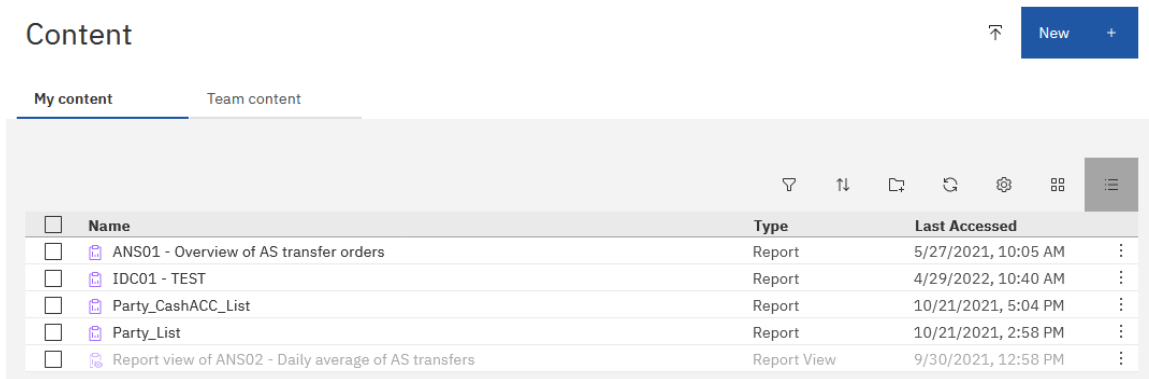 Content
New +
My content Team content
Name Type Last Accessed
ANS01 - Overview of AS transfer orders Report 5/27/2021, 10:05 AM
IDC01 - TEST Report 4/29/2022, 10:40 AM
Party_CashACC_List Report 10/21/2021, 5:04 PM
Party_List Report 10/21/2021, 2:58 PM
Report view of ANS02 - Daily average of AS transfers Report View 9/30/2021, 12:58 PM